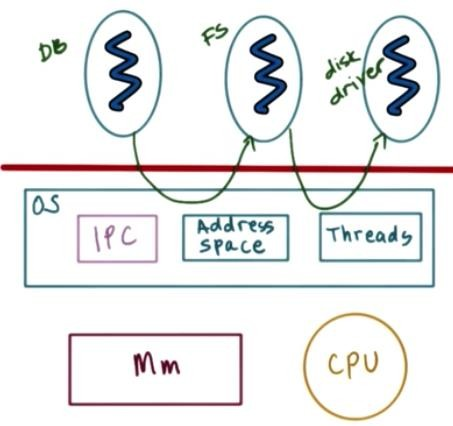 DB
FS
disk
driver
OS
IPC
Address
space
Threads
Mm
CPU